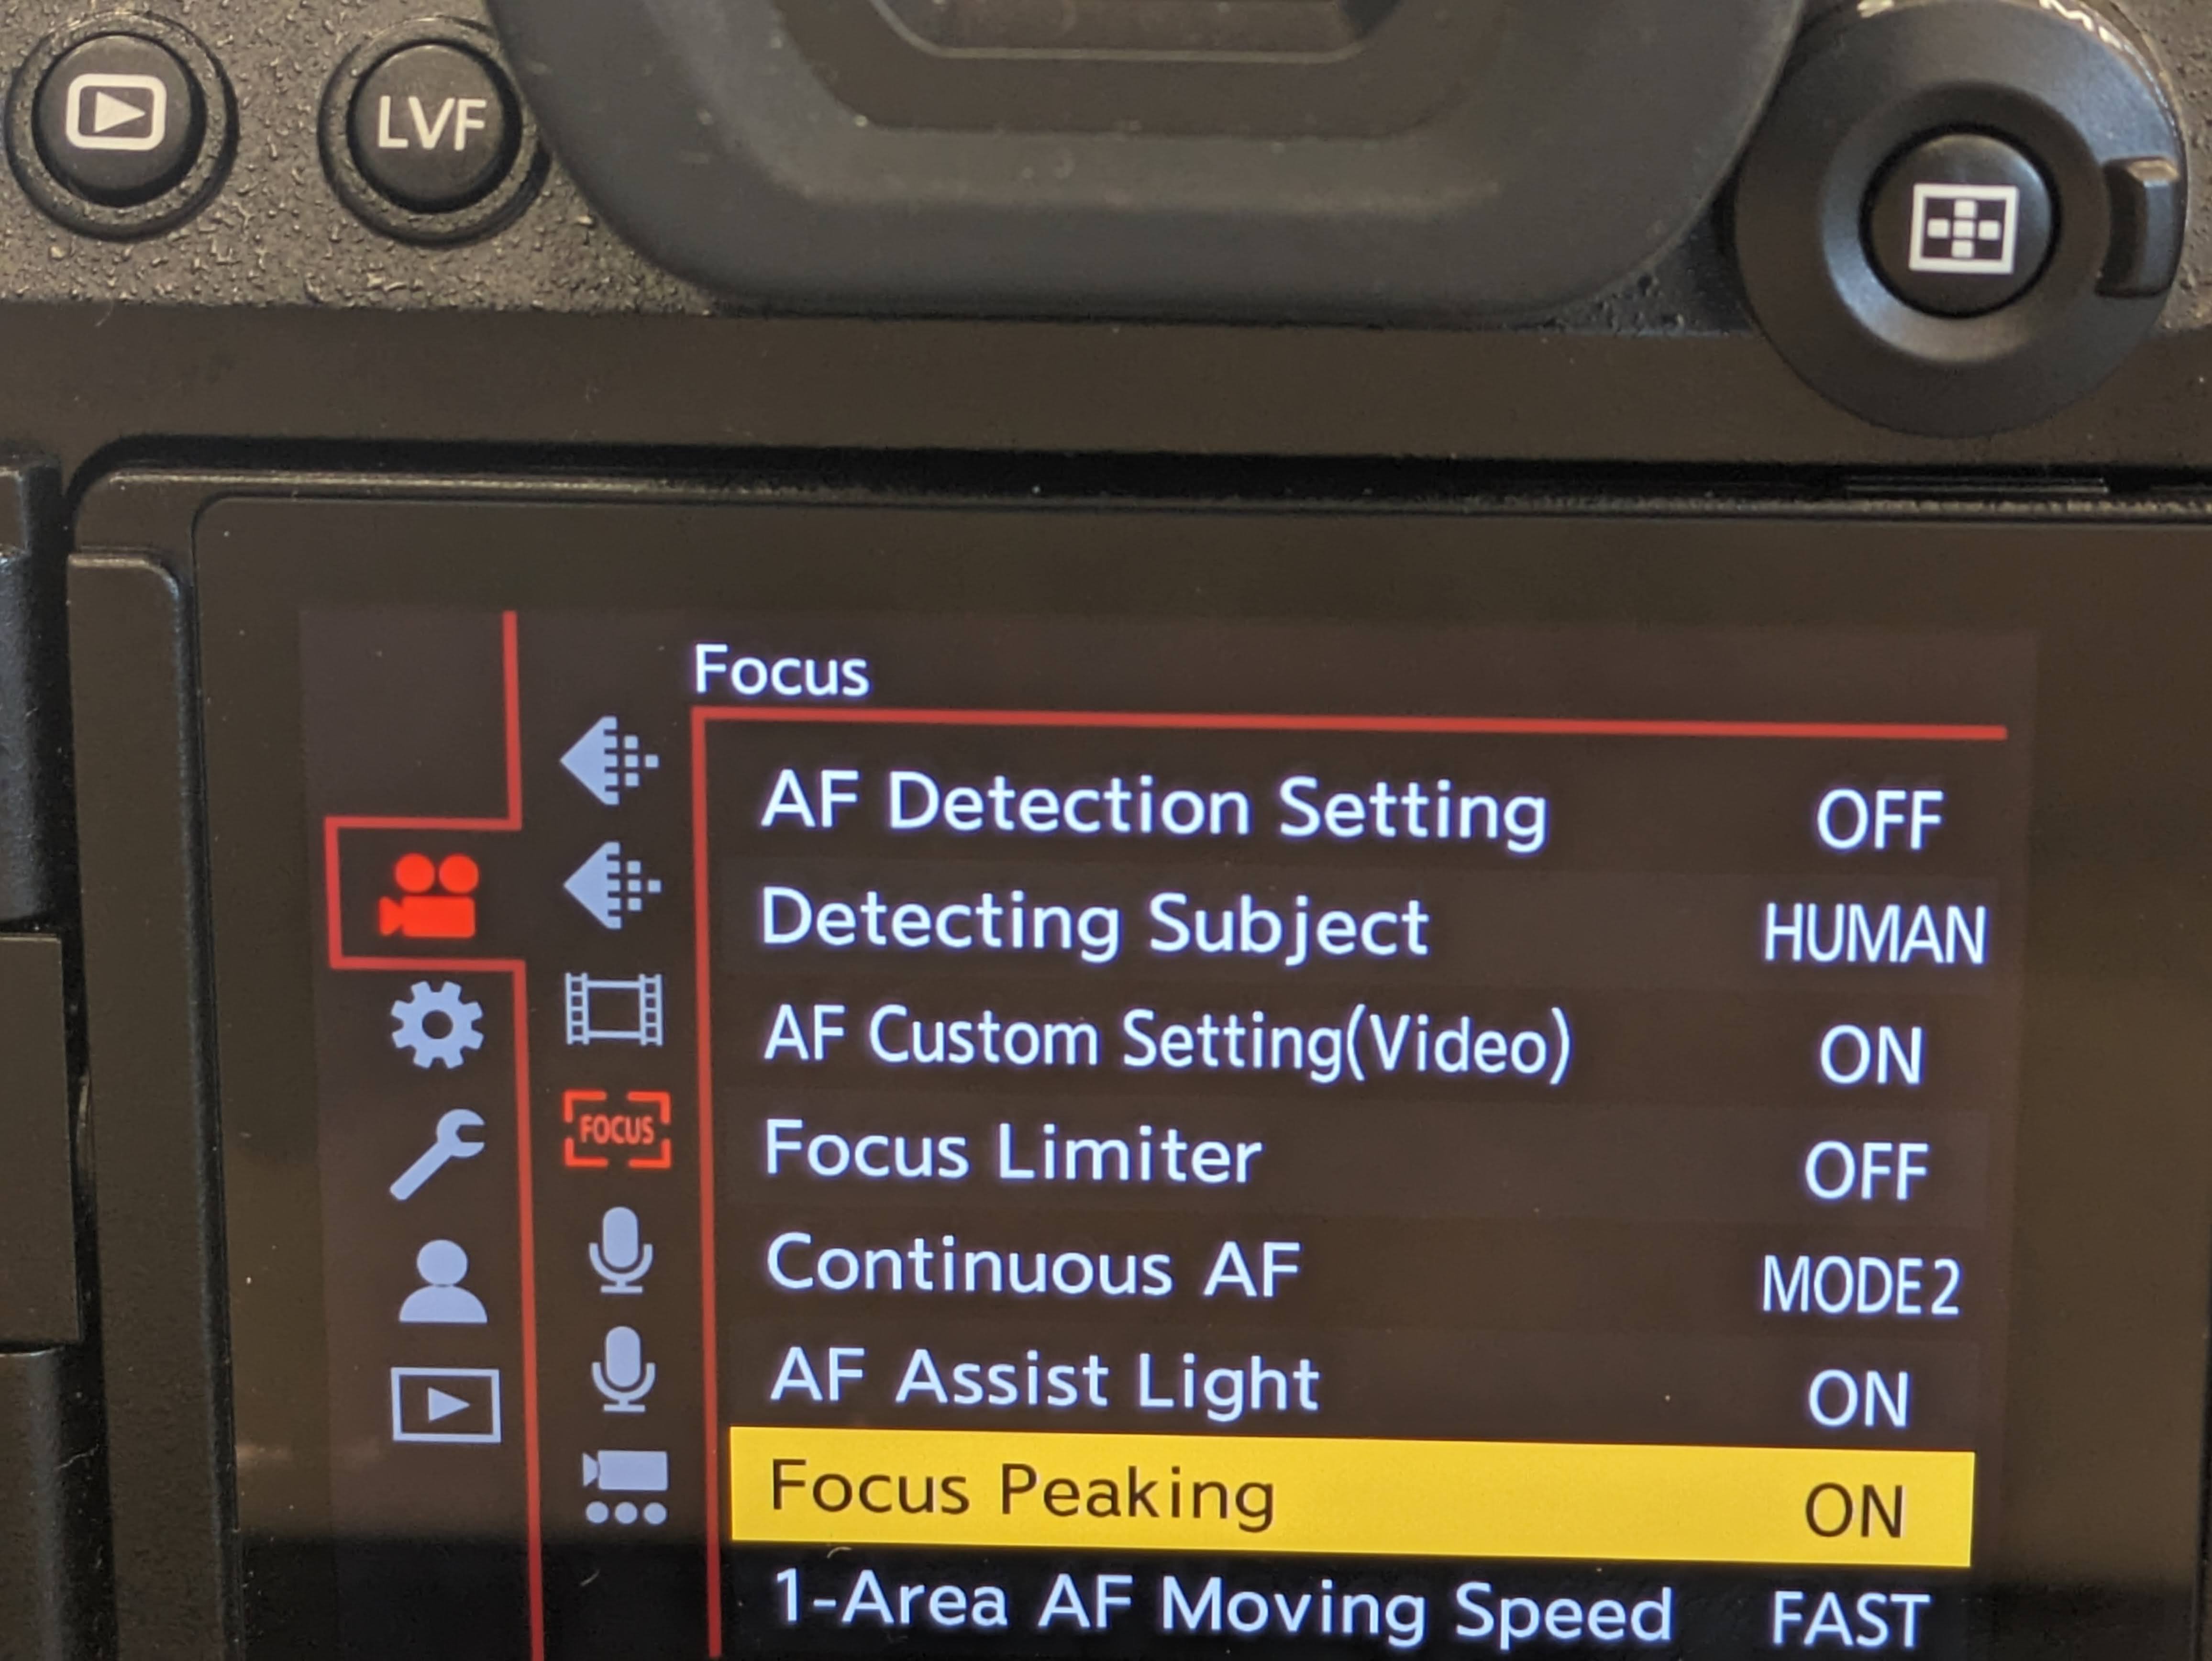 LVF
Focus
AF Detection Setting OFF
Detecting Subject HUMAN
AF Custom Setting(Video) ON
FOCUS
Focus Limiter OFF
Continuous AF MODE2
AF Assist Light ON
Focus Peaking ON
1-Area AF Moving Speed FAST